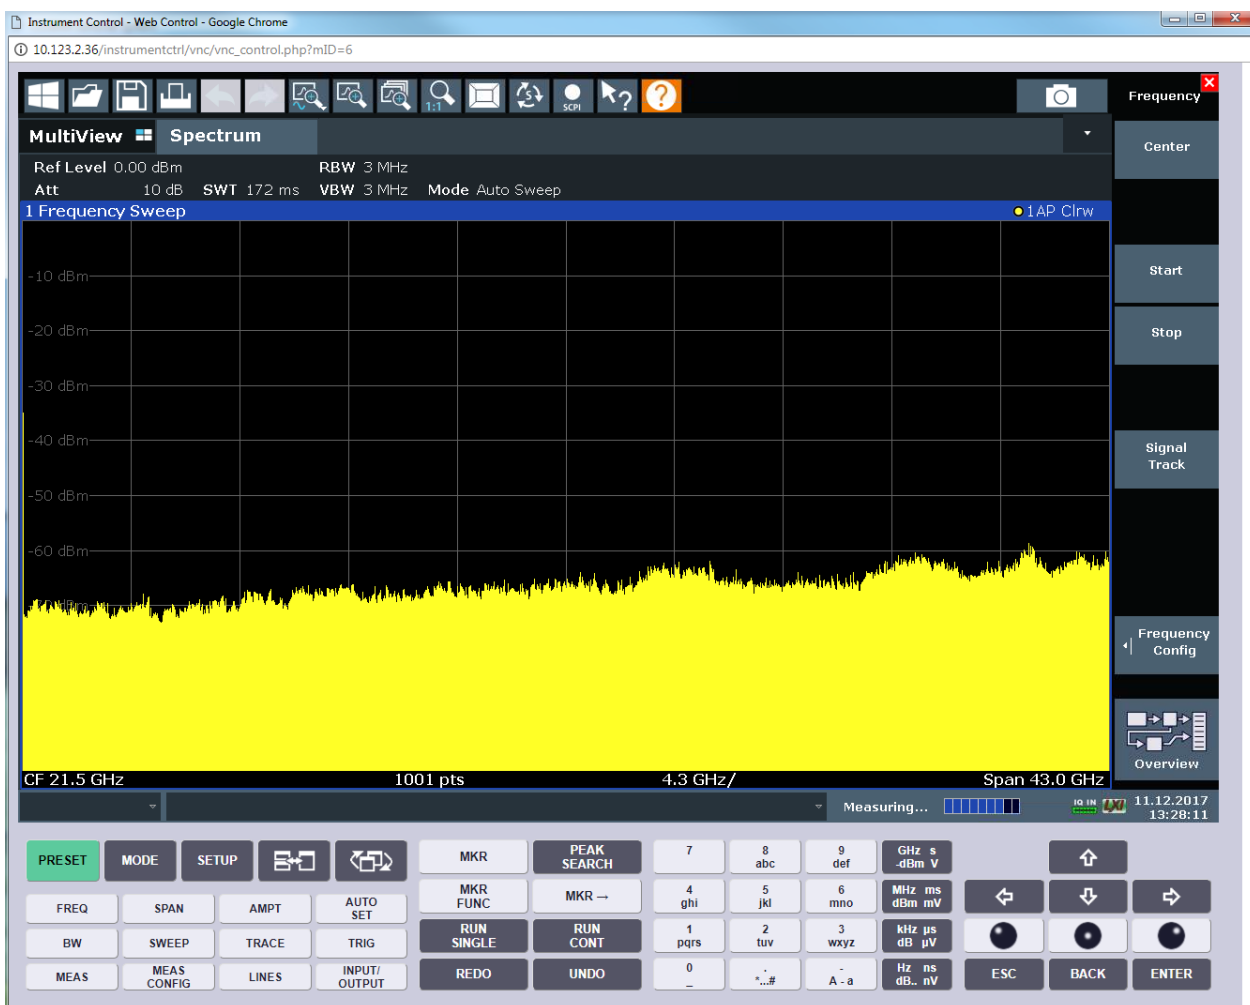 Instrument Control - Web Control - Google Chrome
10.123.2.36/instrumentctrl/vnc/vnc_control.php?mID=6
1:1
SCPI
Frequency
MultiView
Spectrum
Center
Ref Level 0.00 dBm RBW 3 MHz
Att 10 dB SWT 172 ms VBW 3 MHz Mode Auto Sweep
1 Frequency Sweep
1AP Clrw
-10 dBm
Start
-20 dBm
Stop
-30 dBm
-40 dBm
Signal
Track
-50 dBm
-60 dBm
Frequency
Config
Overview
CF 21.5 GHz 1001 pts 4.3 GHz/ Span 43.0 GHz
Measuring...
IQ IN
LXI
11.12.2017
13:28:11
PRESET MODE SETUP
MKR
PEAK
SEARCH
7
8
abc
9
def
GHz s
-dBm V
FREQ SPAN AMPT
AUTO
SET
MKR
FUNC
MKR →
4
ghi
5
jkl
6
mno
MHz ms
dBm mV
BW SWEEP TRACE TRIG
RUN
SINGLE
RUN
CONT
1
pqrs
2
tuv
3
wxyz
kHz µs
dB µV
MEAS
MEAS
CONFIG
LINES
INPUT/
OUTPUT
REDO UNDO
0
_
.
*...#
-
A - a
Hz ns
dB.. nV
ESC BACK ENTER